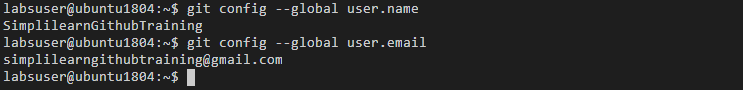 labsuser@ubuntu1804:~$ git config --global user.name
SimplilearnGithubTraining
labsuser@ubuntu1804:~$ git config --global user.email
simplilearngithubtraining@gmail.com
labsuser@ubuntu1804:~$